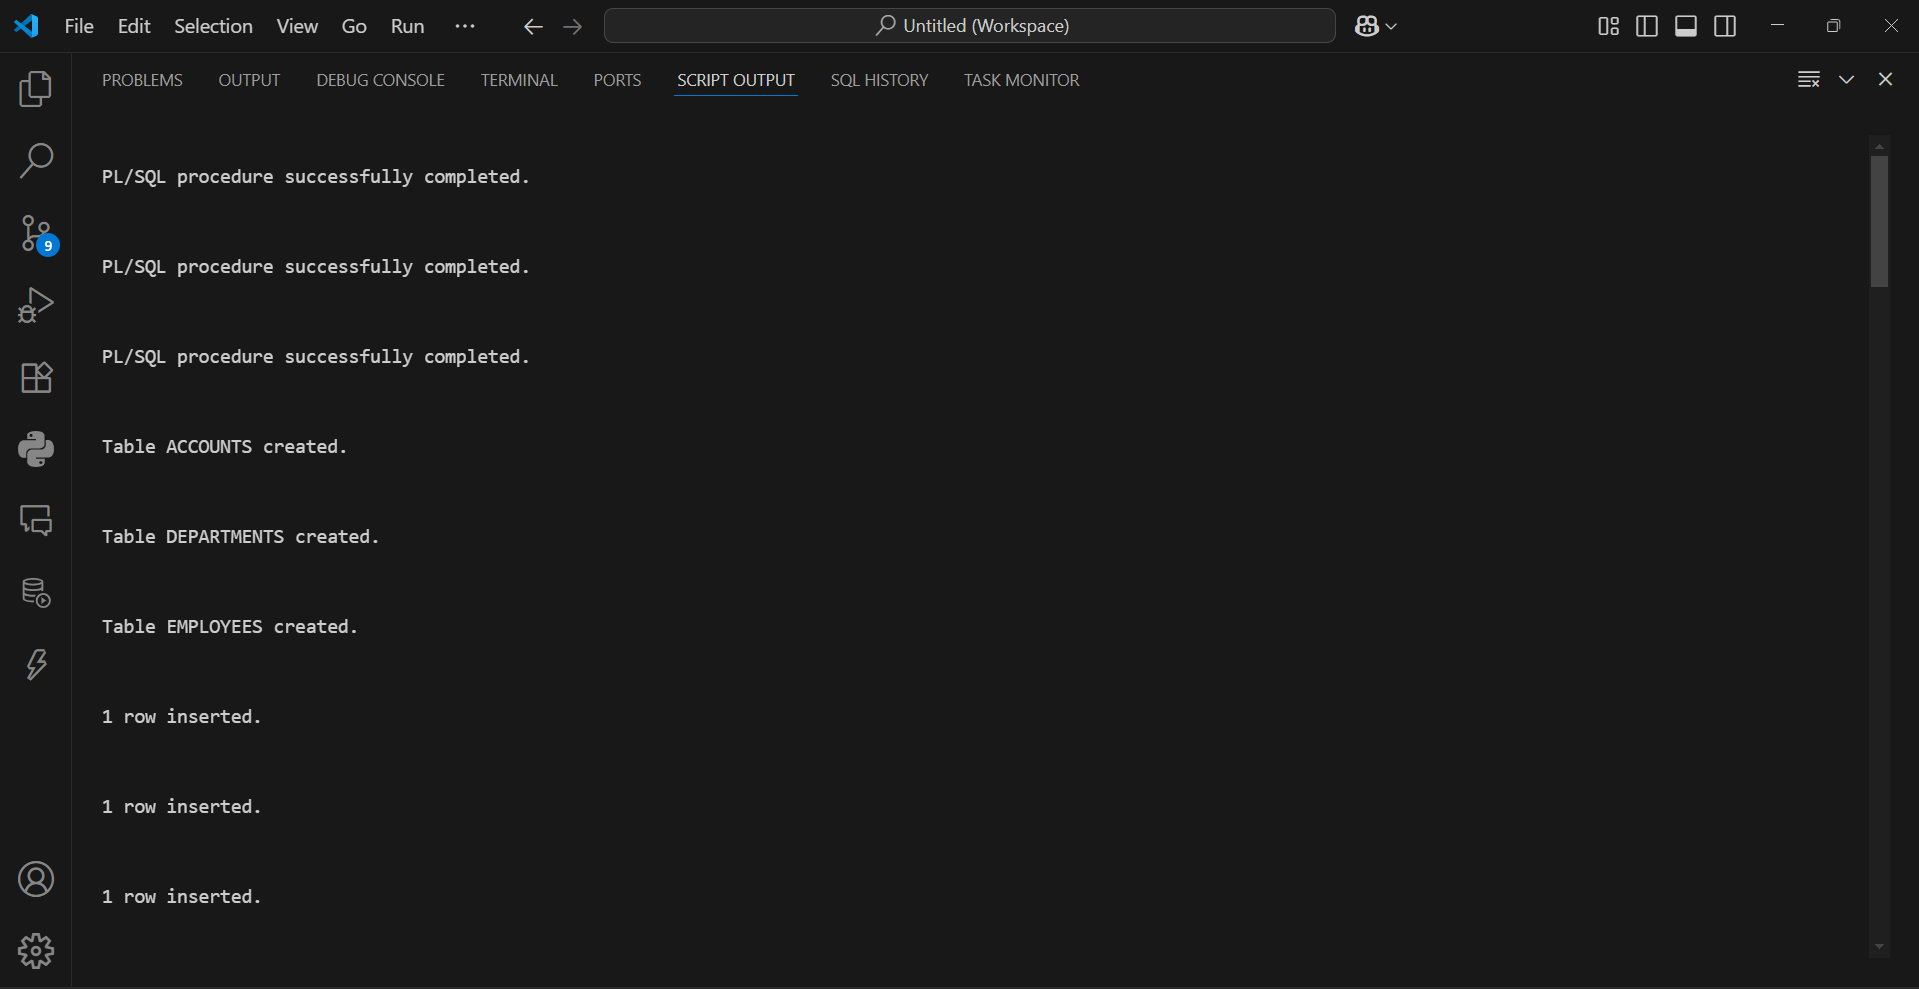 File Edit Selection View Go Run ··· Untitled (Workspace)
PROBLEMS OUTPUT DEBUG CONSOLE TERMINAL PORTS SCRIPT OUTPUT SQL HISTORY TASK MONITOR
PL/SQL procedure successfully completed.
9
PL/SQL procedure successfully completed.
PL/SQL procedure successfully completed.
Table ACCOUNTS created.
Table DEPARTMENTS created.
Table EMPLOYEES created.
1 row inserted.
1 row inserted.
1 row inserted.